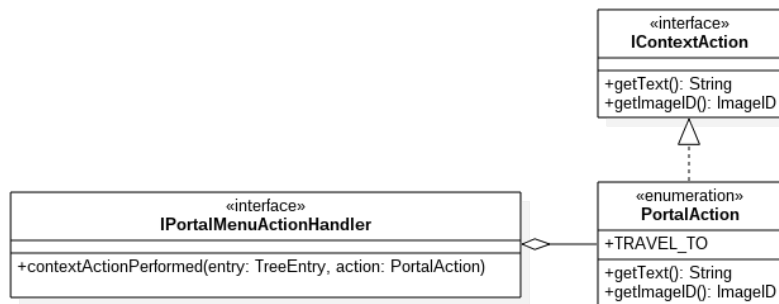 «interface»
IContextAction
+getText(): String
+getImageID(): ImageID
«interface»
IPortalMenuActionHandler
+contextActionPerformed(entry: TreeEntry, action: PortalAction)
«enumeration»
PortalAction
+TRAVEL_TO
+getText(): String
+getImageID(): ImageID